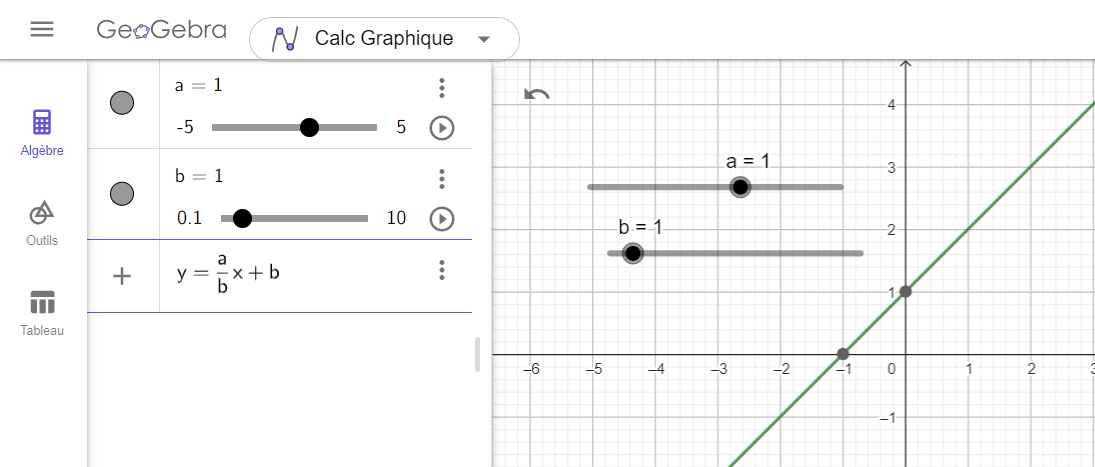 GeoGebra
Calc Graphique
Algèbre
Outils
Tableau
a = 1
-5 5
b = 1
0.1 10
+ y = a/b x + b
a = 1
b = 1
4
3
2
1
–1
–6 –5 –4 –3 –2 –1 0 1 2 3